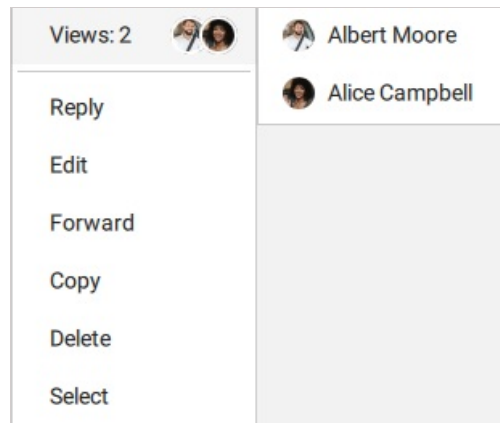 Views: 2
Albert Moore
Alice Campbell
Reply
Edit
Forward
Copy
Delete
Select